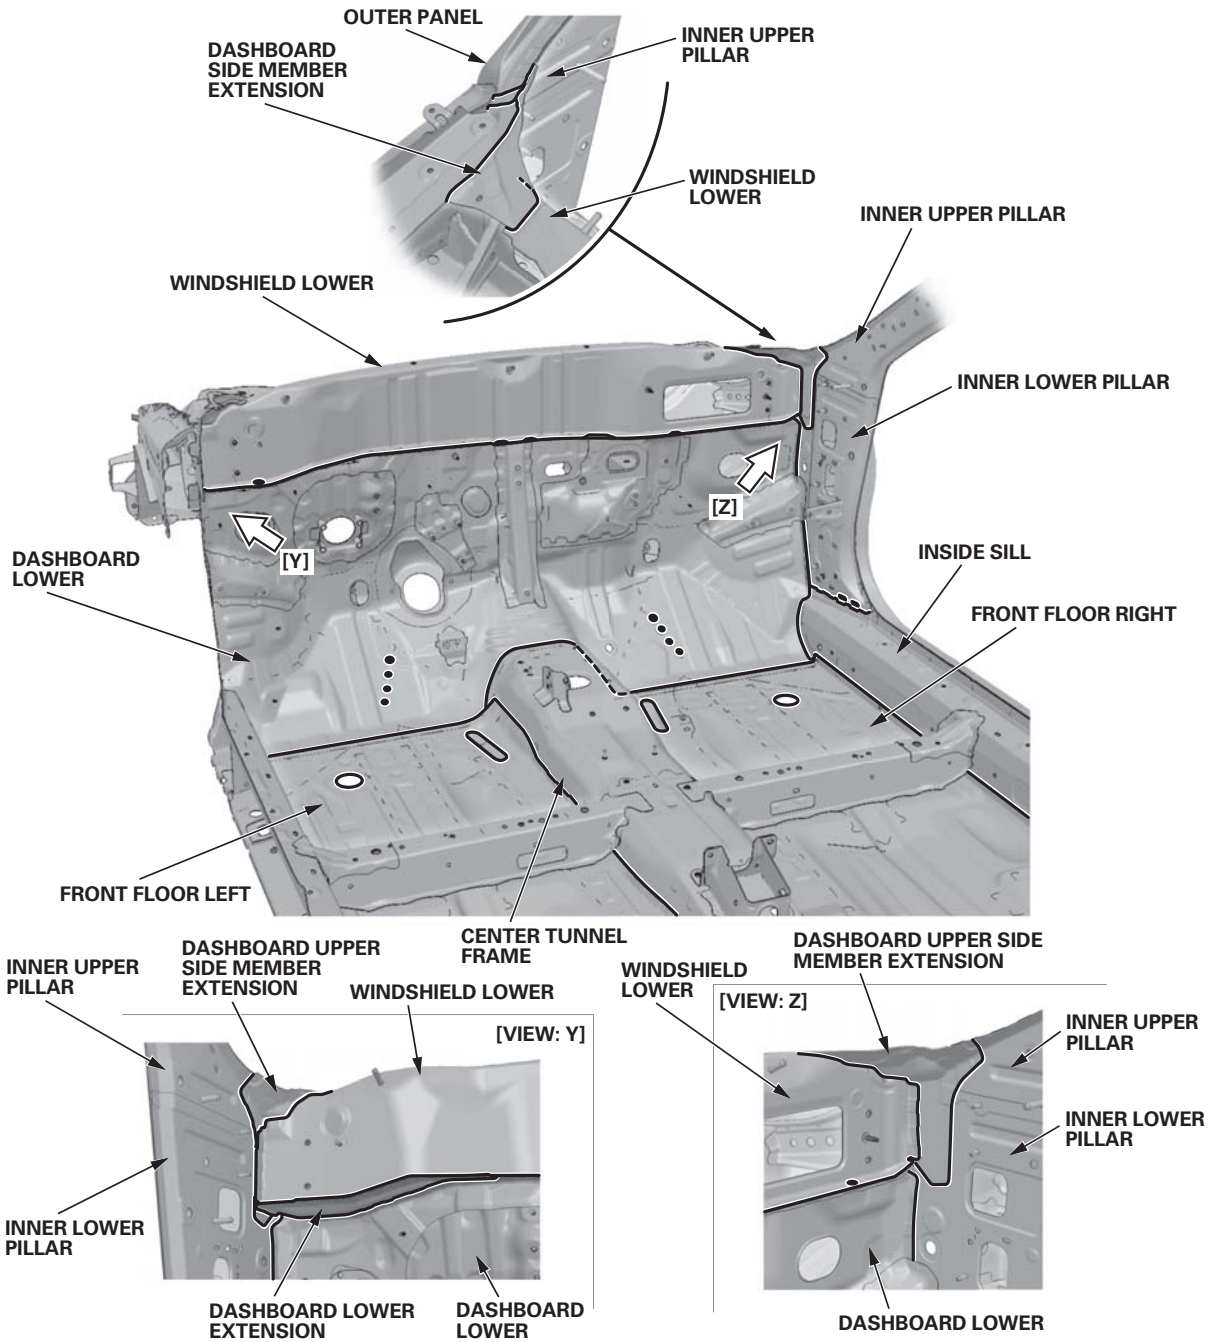 OUTER PANEL
DASHBOARD
SIDE MEMBER
EXTENSION
INNER UPPER
PILLAR
WINDSHIELD
LOWER
INNER UPPER PILLAR
WINDSHIELD LOWER
INNER LOWER PILLAR
[Z]
[Y]
DASHBOARD
LOWER
INSIDE SILL
FRONT FLOOR RIGHT
FRONT FLOOR LEFT
CENTER TUNNEL
FRAME
INNER UPPER
PILLAR
DASHBOARD UPPER
SIDE MEMBER
EXTENSION
WINDSHIELD LOWER
[VIEW: Y]
INNER LOWER
PILLAR
DASHBOARD LOWER
EXTENSION
DASHBOARD
LOWER
WINDSHIELD
LOWER
DASHBOARD UPPER SIDE
MEMBER EXTENSION
[VIEW: Z]
INNER UPPER
PILLAR
INNER LOWER
PILLAR
DASHBOARD LOWER